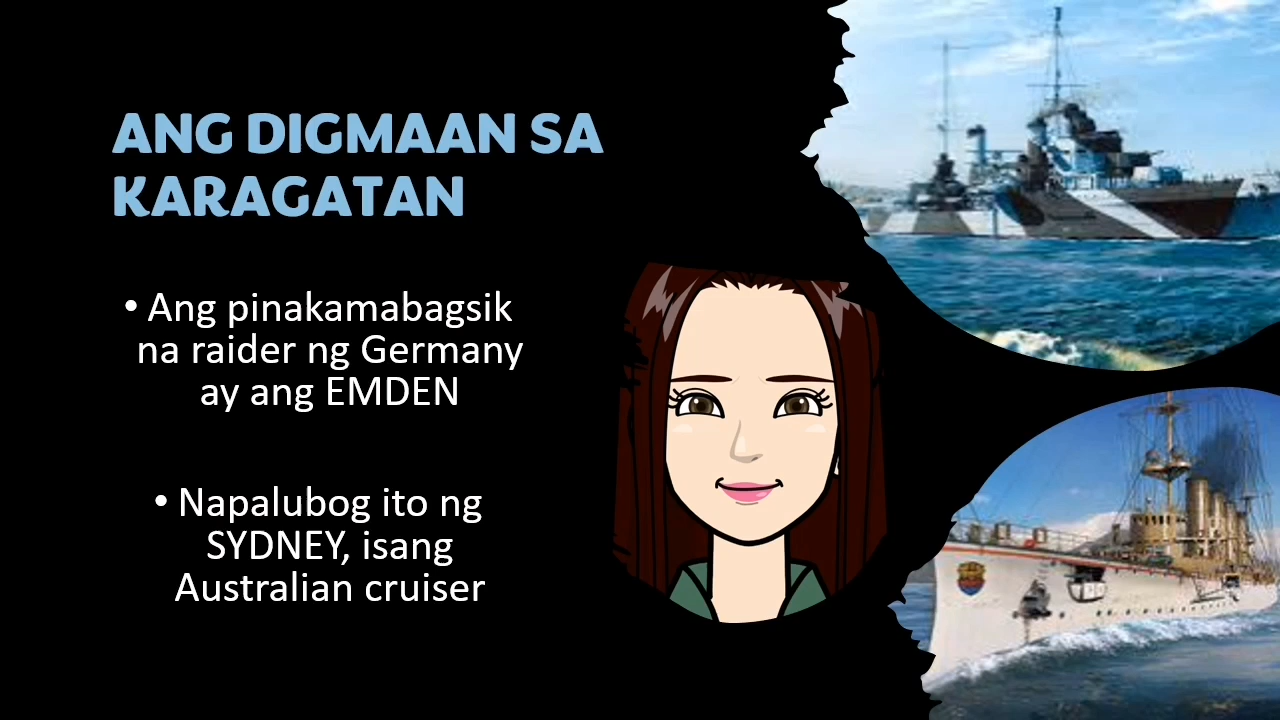 ANG DIGMAAN SA
KARAGATAN
• Ang pinakamabagsik
na raider ng Germany
ay ang EMDEN
• Napalubog ito ng
SYDNEY, isang
Australian cruiser